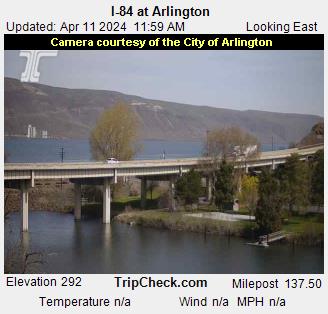 I-84 at Arlington
Updated: Apr 11 2024 11:59 AM Looking East
Camera courtesy of the City of Arlington
Elevation 292 TripCheck.com Milepost 137.50
Temperature n/a Wind n/a MPH n/a